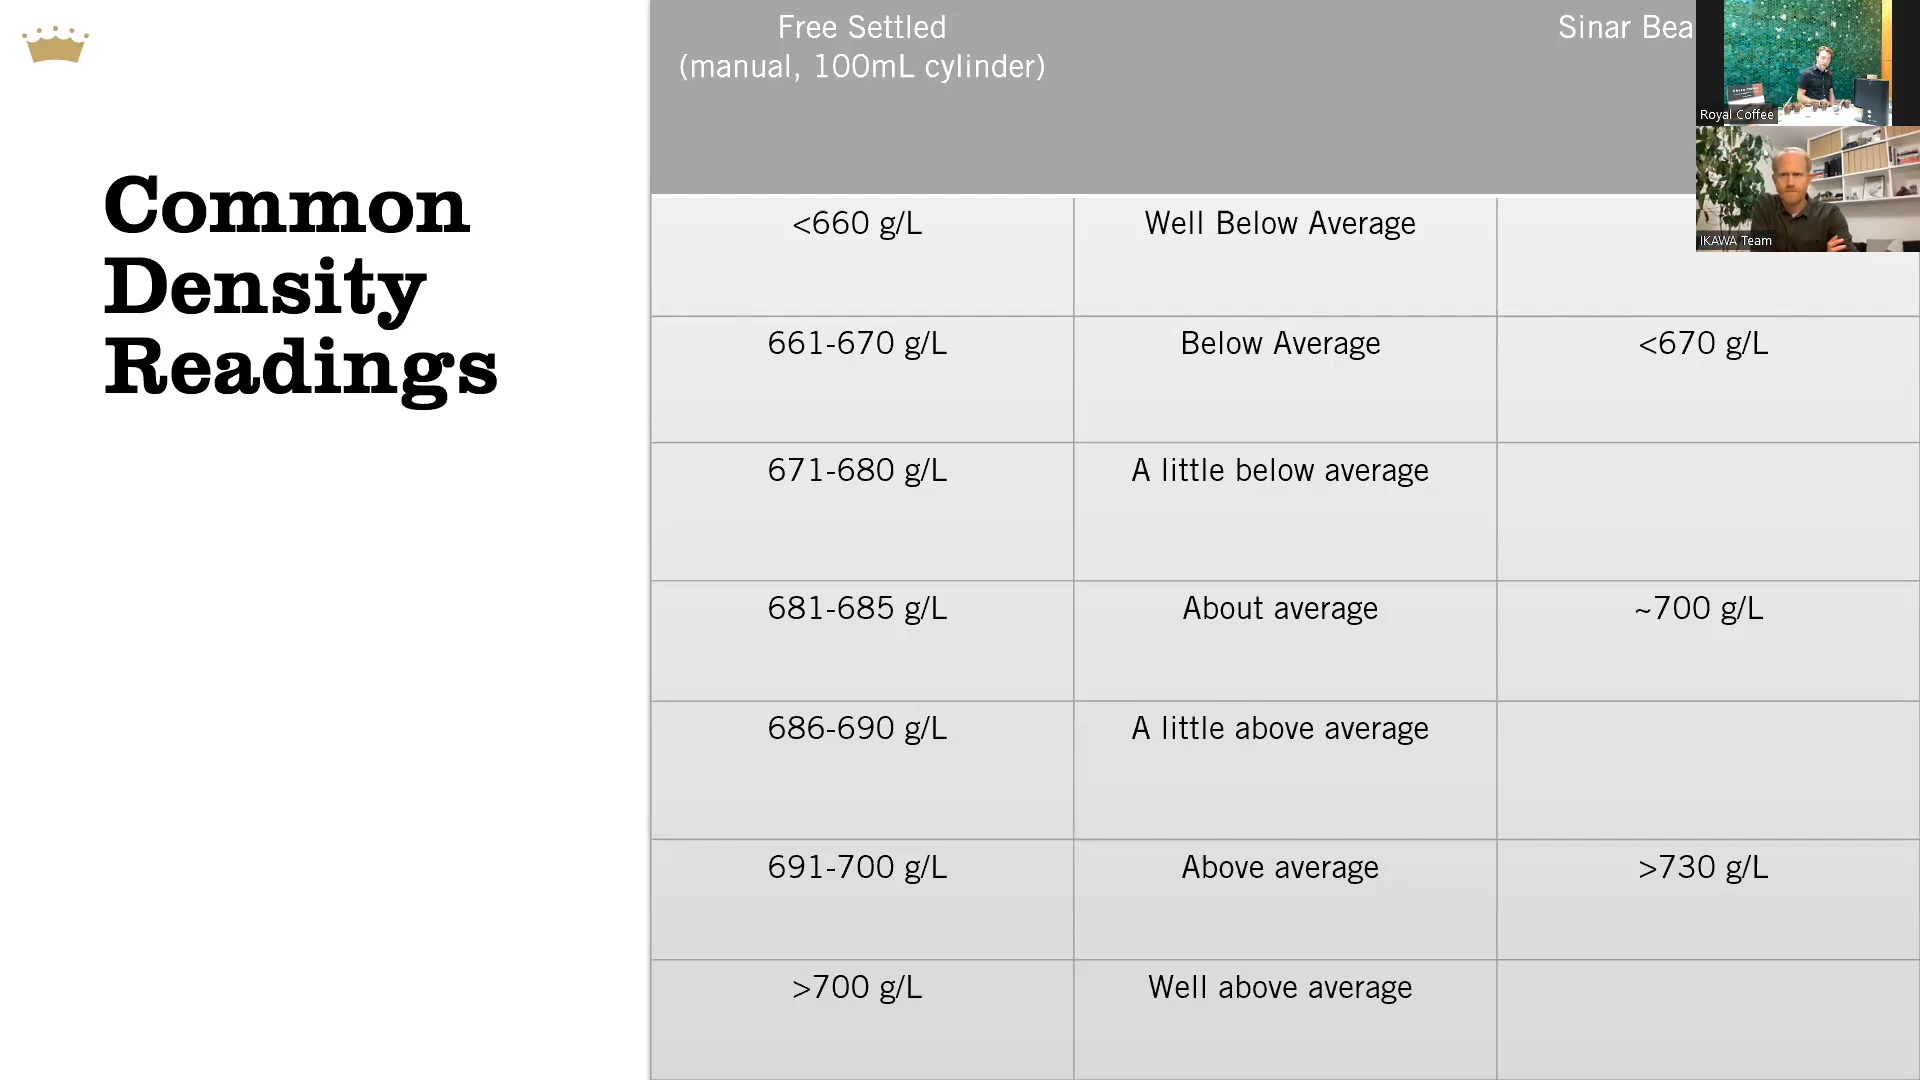 Common
Density
Readings
Free Settled
(manual, 100mL cylinder)
Sinar Bea
<660 g/L Well Below Average
661-670 g/L Below Average <670 g/L
671-680 g/L A little below average
681-685 g/L About average ~700 g/L
686-690 g/L A little above average
691-700 g/L Above average >730 g/L
>700 g/L Well above average
Royal Coffee
IKAWA Team